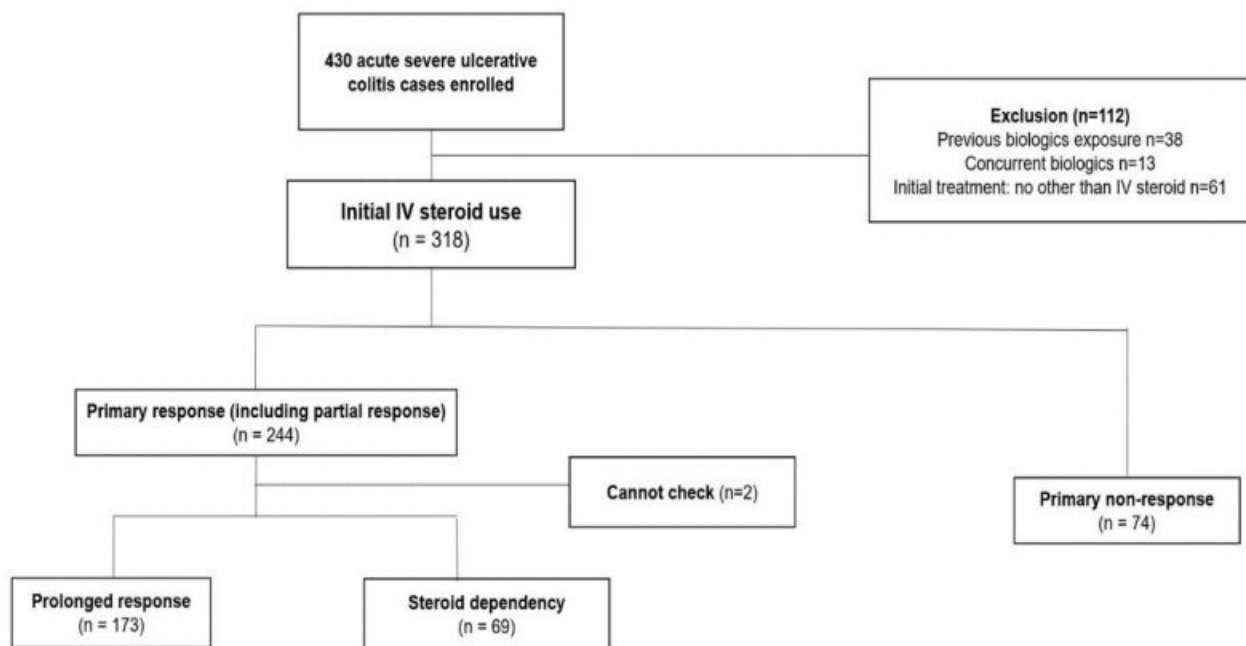 430 acute severe ulcerative
colitis cases enrolled
Exclusion (n=112)
Previous biologics exposure n=38
Concurrent biologics n=13
Initial treatment: no other than IV steroid n=61
Initial IV steroid use
(n = 318)
Primary response (including partial response)
(n = 244)
Cannot check (n=2)
Primary non-response
(n = 74)
Prolonged response
(n = 173)
Steroid dependency
(n = 69)